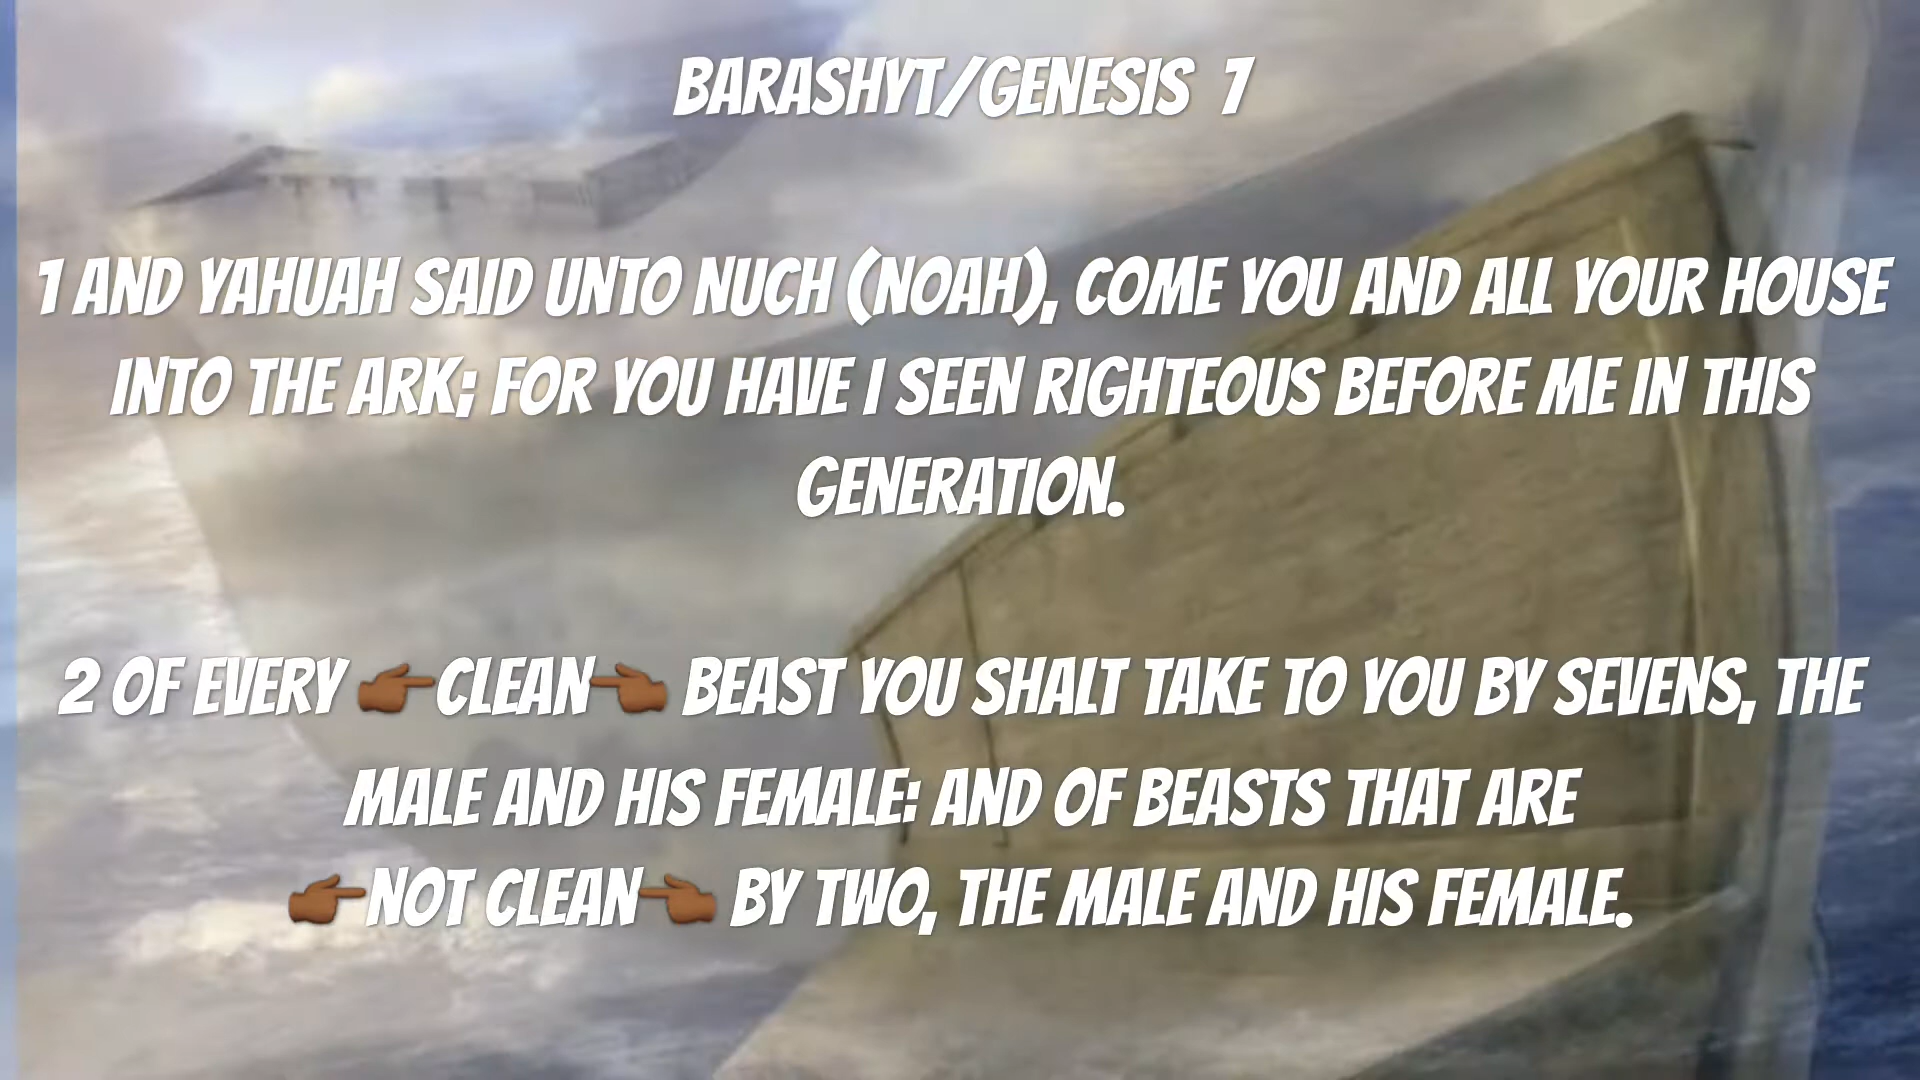 BARASHYT/GENESIS 7
1 AND YAHUAH SAID UNTO NUCH (NOAH), COME YOU AND ALL YOUR HOUSE
INTO THE ARK; FOR YOU HAVE I SEEN RIGHTEOUS BEFORE ME IN THIS
GENERATION.
2 OF EVERY 👉🏾CLEAN👈🏾 BEAST YOU SHALT TAKE TO YOU BY SEVENS, THE
MALE AND HIS FEMALE: AND OF BEASTS THAT ARE
👉🏾NOT CLEAN👈🏾 BY TWO, THE MALE AND HIS FEMALE.